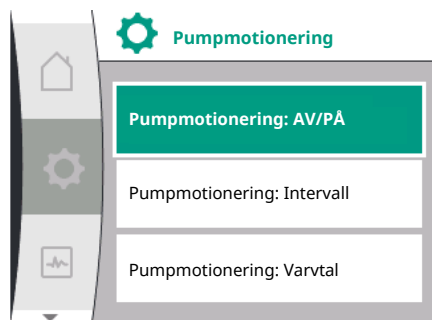 Pumpmotionering
Pumpmotionering: AV/PÅ
Pumpmotionering: Intervall
Pumpmotionering: Varvtal